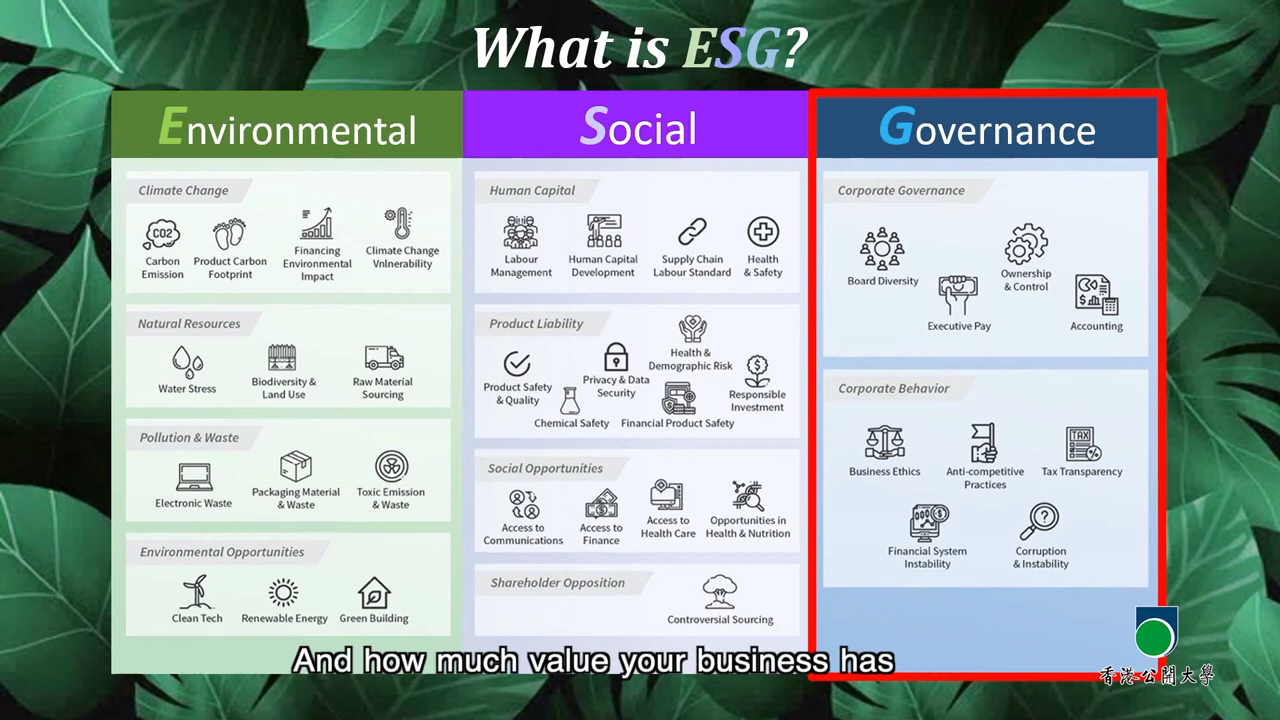 What is ESG?
Environmental
Climate Change
CO2
Carbon
Emission
Product Carbon
Footprint
Financing
Environmental
Impact
Climate Change
Vnlnerability
Natural Resources
Water Stress
Biodiversity &
Land Use
Raw Material
Sourcing
Pollution & Waste
Electronic Waste
Packaging Material
& Waste
Toxic Emission
& Waste
Environmental Opportunities
Clean Tech
Renewable Energy
Green Building
Social
Human Capital
Labour
Management
Human Capital
Development
Supply Chain
Labour Standard
Health
& Safety
Product Liability
Product Safety
& Quality
Chemical Safety
Privacy & Data
Security
Health &
Demographic Risk
Financial Product Safety
Responsible
Investment
Social Opportunities
Access to
Communications
Access to
Finance
Access to
Health Care
Opportunities in
Health & Nutrition
Shareholder Opposition
Controversial Sourcing
Governance
Corporate Governance
Board Diversity
Executive Pay
Ownership
& Control
Accounting
Corporate Behavior
Business Ethics
Anti-competitive
Practices
TAX
Tax Transparency
Financial System
Instability
Corruption
& Instability
And how much value your business has
香港公開大學